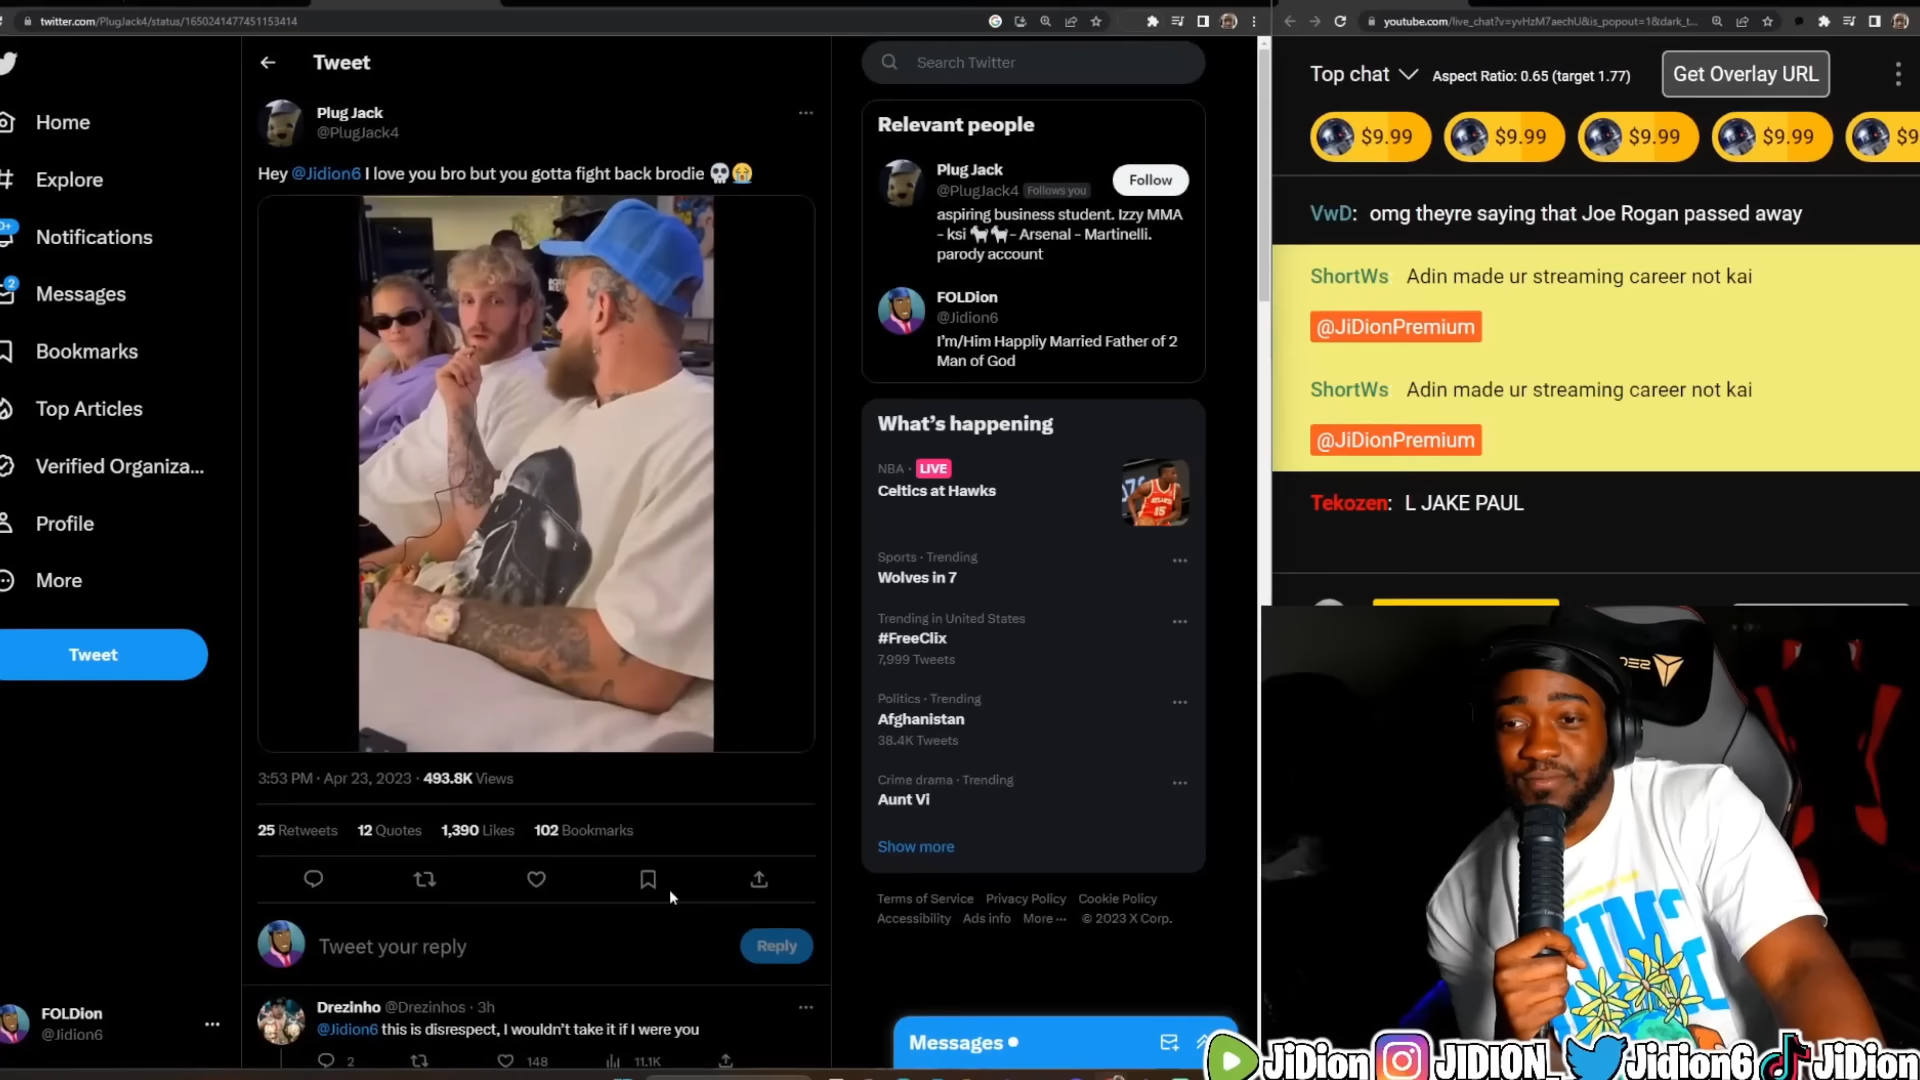 twitter.com/PlugJack4/status/1650241477451153414
youtube.com/live_chat?v=yvHzM7aechU&is_popout=1&dark_t...
Home
Explore
Notifications
2
Messages
Bookmarks
Top Articles
Verified Organiza...
Profile
More
Tweet
FOLDion
@Jidion6
Tweet
Plug Jack
@PlugJack4
Hey @Jidion6 I love you bro but you gotta fight back brodie 💀😭
3:53 PM · Apr 23, 2023 · 493.8K Views
25 Retweets 12 Quotes 1,390 Likes 102 Bookmarks
Tweet your reply
Reply
Drezinho @Drezinhos · 3h
@Jidion6 this is disrespect, I wouldn't take it if I were you
2 148 11.1K
Search Twitter
Relevant people
Plug Jack
@PlugJack4 Follows you
Follow
aspiring business student. Izzy MMA
- ksi 🐐🐐- Arsenal - Martinelli.
parody account
FOLDion
@Jidion6
I'm/Him Happliy Married Father of 2
Man of God
What's happening
NBA · LIVE
Celtics at Hawks
Sports · Trending
Wolves in 7
Trending in United States
#FreeClix
7,999 Tweets
Politics · Trending
Afghanistan
38.4K Tweets
Crime drama · Trending
Aunt Vi
Show more
Terms of Service Privacy Policy Cookie Policy
Accessibility Ads info More ··· © 2023 X Corp.
Messages
Top chat Aspect Ratio: 0.65 (target 1.77) Get Overlay URL
$9.99 $9.99 $9.99 $9.99 $9
VwD: omg theyre saying that Joe Rogan passed away
ShortWs Adin made ur streaming career not kai
@JiDionPremium
ShortWs Adin made ur streaming career not kai
@JiDionPremium
Tekozen: L JAKE PAUL
JiDion JIDION_ Jidion6 JiDion